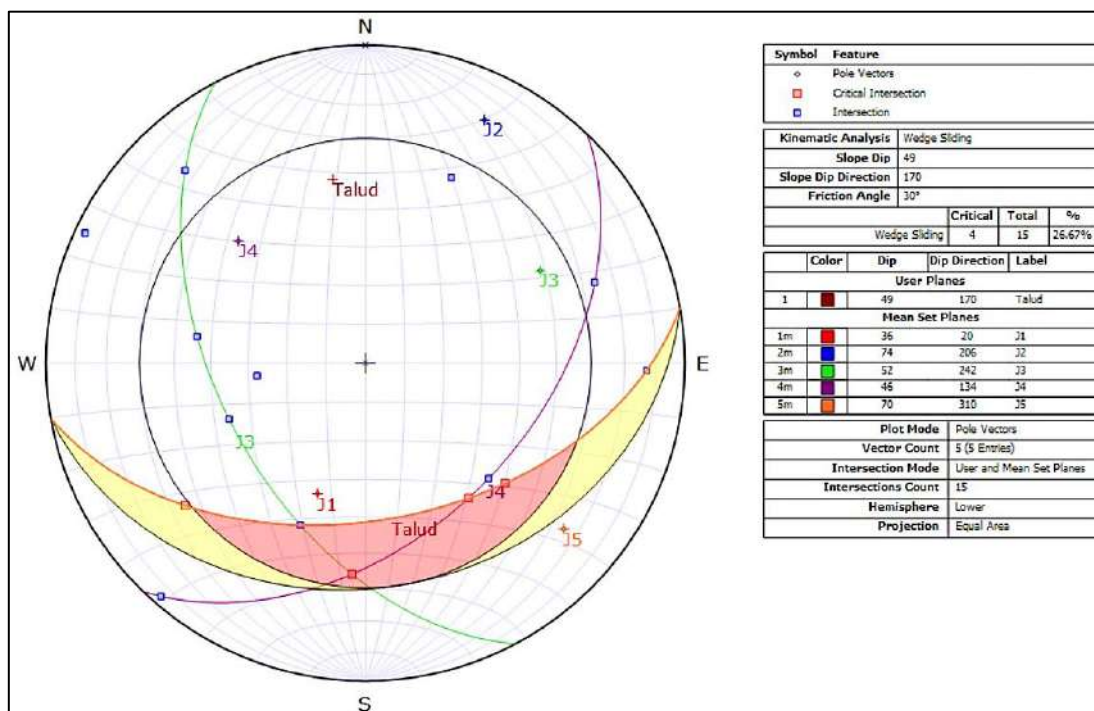 N
J2
Talud
J4
J3
W
E
J3
J1
J4
Talud
J5
S
Symbol Feature
Pole Vectors
Critical Intersection
Intersection
Kinematic Analysis Wedge Sliding
Slope Dip 49
Slope Dip Direction 170
Friction Angle 30°
Critical Total %
Wedge Sliding 4 15 26.67%
Color Dip Dip Direction Label
User Planes
1 49 170 Talud
Mean Set Planes
1m 36 20 J1
2m 74 206 J2
3m 52 242 J3
4m 46 134 J4
5m 70 310 J5
Plot Mode Pole Vectors
Vector Count 5 (5 Entries)
Intersection Mode User and Mean Set Planes
Intersections Count 15
Hemisphere Lower
Projection Equal Area